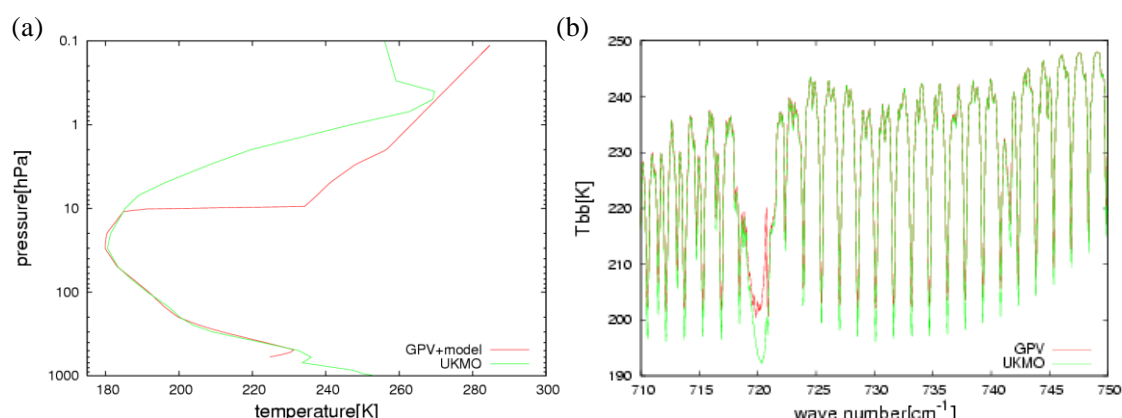 (a)
0.1
1
10
100
1000
pressure[hPa]
180 200 220 240 260 280 300
temperature[K]
GPV+model
UKMO
(b)
250
240
230
220
210
200
190
Tbb[K]
710 715 720 725 730 735 740 745 750
wave number[cm⁻¹]
GPV
UKMO